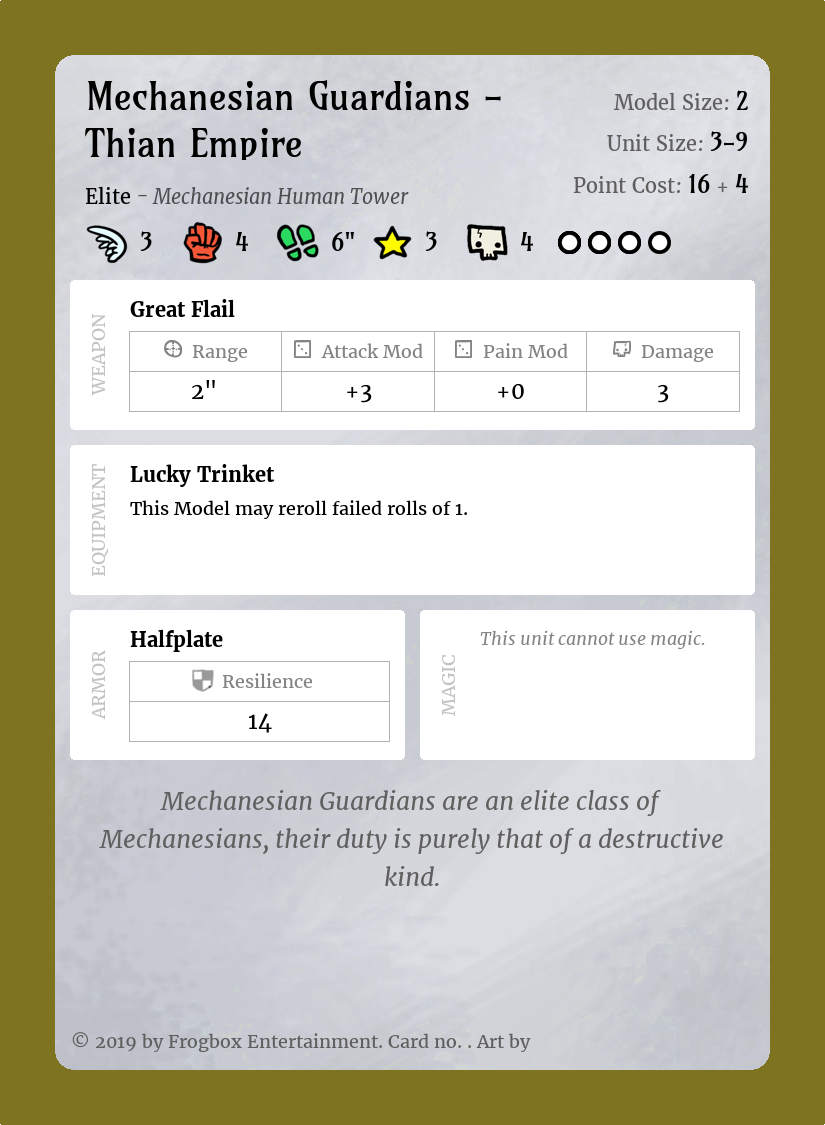 Mechanesian Guardians –
Thian Empire
Model Size: 2
Unit Size: 3–9
Point Cost: 16 + 4
Elite – Mechanesian Human Tower
3 4 6" 3 4
WEAPON
Great Flail
Range Attack Mod Pain Mod Damage
2" +3 +0 3
EQUIPMENT
Lucky Trinket
This Model may reroll failed rolls of 1.
ARMOR
Halfplate
Resilience
14
MAGIC
This unit cannot use magic.
Mechanesian Guardians are an elite class of
Mechanesians, their duty is purely that of a destructive
kind.
© 2019 by Frogbox Entertainment. Card no. . Art by